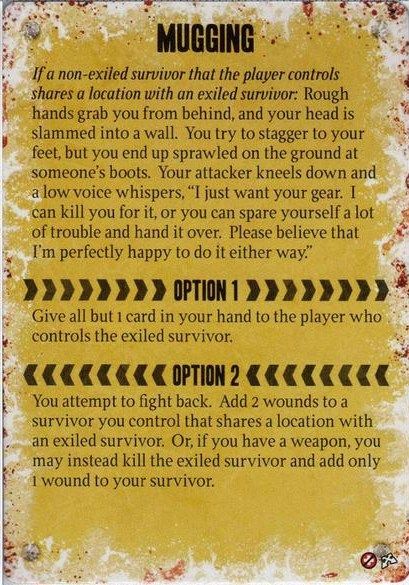 MUGGING
If a non-exiled survivor that the player controls
shares a location with an exiled survivor: Rough
hands grab you from behind, and your head is
slammed into a wall. You try to stagger to your
feet, but you end up sprawled on the ground at
someone's boots. Your attacker kneels down and
a low voice whispers, "I just want your gear. I
can kill you for it, or you can spare yourself a lot
of trouble and hand it over. Please believe that
I'm perfectly happy to do it either way."
OPTION 1
Give all but 1 card in your hand to the player who
controls the exiled survivor.
OPTION 2
You attempt to fight back. Add 2 wounds to a
survivor you control that shares a location with
an exiled survivor. Or, if you have a weapon, you
may instead kill the exiled survivor and add only
1 wound to your survivor.